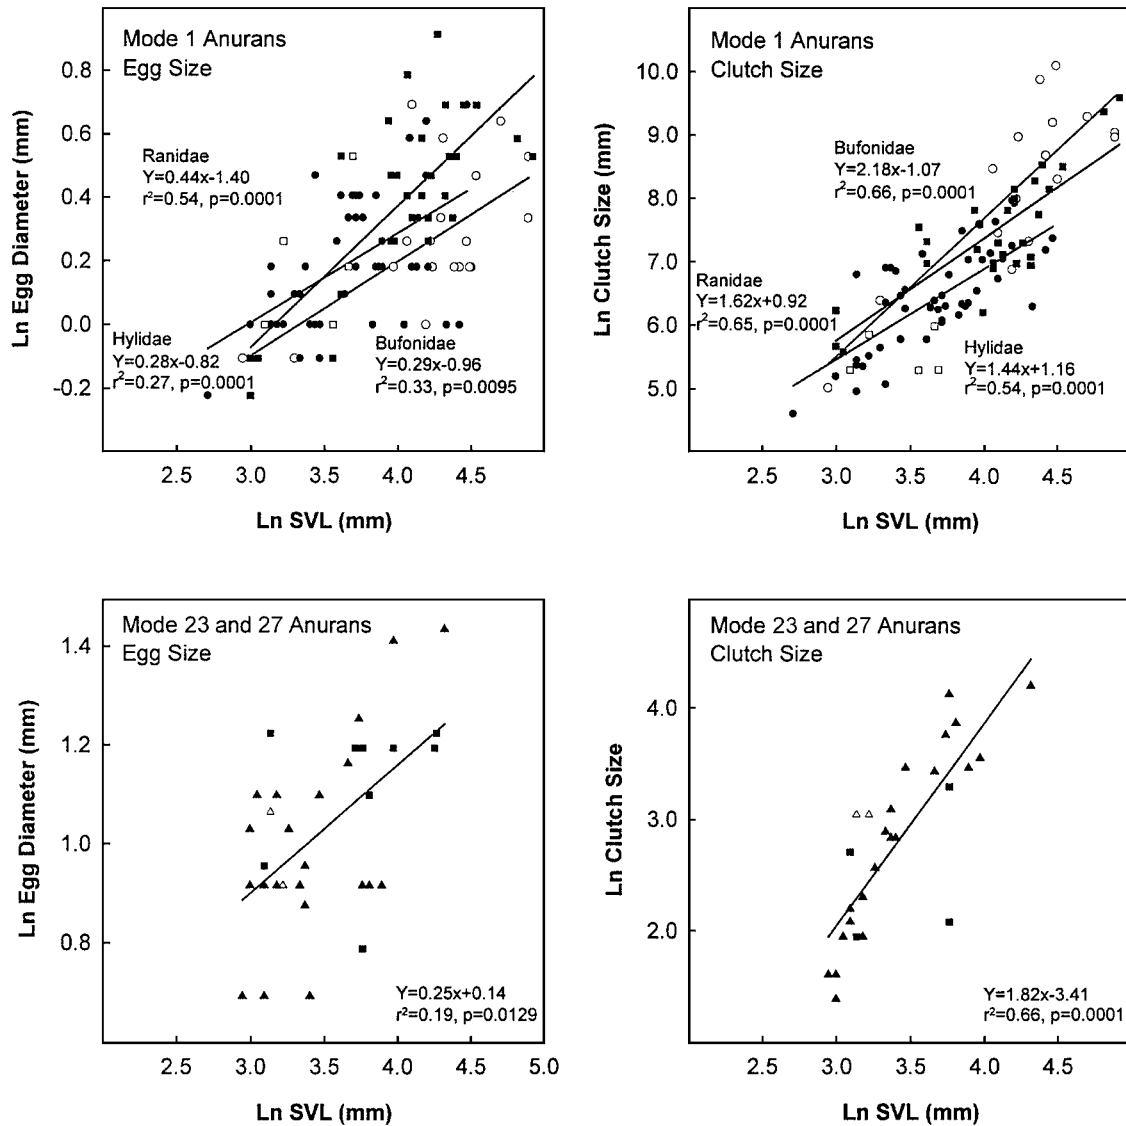 Mode 1 Anurans
Egg Size
Ln Egg Diameter (mm)
0.8
0.6
0.4
0.2
0.0
-0.2
Ranidae
Y=0.44x-1.40
r²=0.54, p=0.0001
Hylidae
Y=0.28x-0.82
r²=0.27, p=0.0001
Bufonidae
Y=0.29x-0.96
r²=0.33, p=0.0095
2.5 3.0 3.5 4.0 4.5
Ln SVL (mm)
Mode 1 Anurans
Clutch Size
Ln Clutch Size (mm)
10.0
9.0
8.0
7.0
6.0
5.0
Bufonidae
Y=2.18x-1.07
r²=0.66, p=0.0001
Ranidae
Y=1.62x+0.92
r²=0.65, p=0.0001
Hylidae
Y=1.44x+1.16
r²=0.54, p=0.0001
2.5 3.0 3.5 4.0 4.5
Ln SVL (mm)
Mode 23 and 27 Anurans
Egg Size
Ln Egg Diameter (mm)
1.4
1.2
1.0
0.8
Y=0.25x+0.14
r²=0.19, p=0.0129
2.5 3.0 3.5 4.0 4.5 5.0
Ln SVL (mm)
Mode 23 and 27 Anurans
Clutch Size
Ln Clutch Size
4.0
3.0
2.0
Y=1.82x-3.41
r²=0.66, p=0.0001
2.5 3.0 3.5 4.0 4.5
Ln SVL (mm)